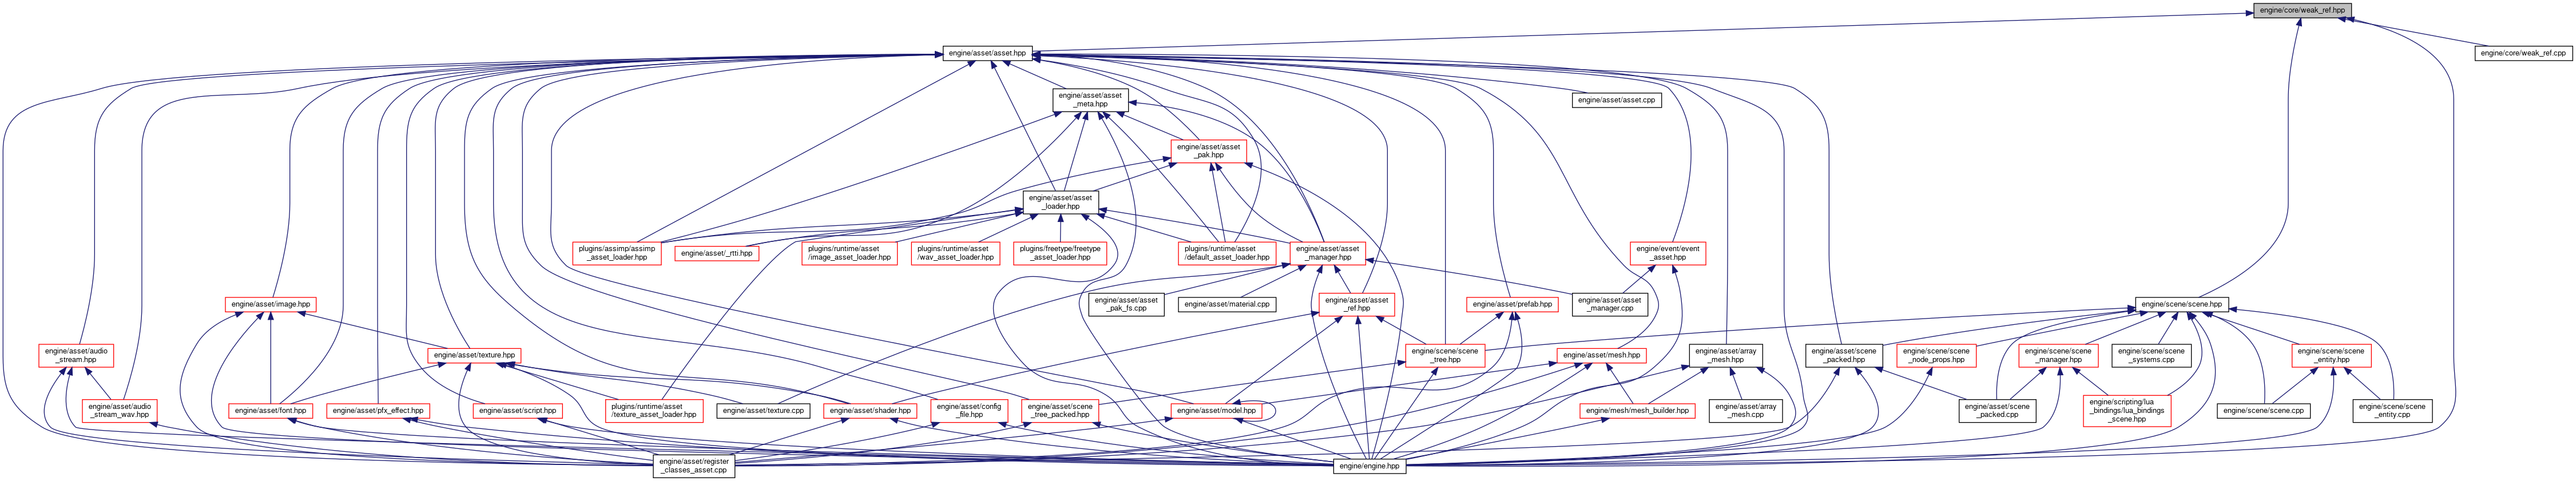 engine/core/weak_ref.hpp
engine/asset/asset.hpp
engine/core/weak_ref.cpp
engine/asset/asset
_meta.hpp
engine/asset/asset.cpp
engine/asset/asset
_pak.hpp
engine/asset/asset
_loader.hpp
plugins/assimp/assimp
_asset_loader.hpp
engine/asset/_rtti.hpp
plugins/runtime/asset
/image_asset_loader.hpp
plugins/runtime/asset
/wav_asset_loader.hpp
plugins/freetype/freetype
_asset_loader.hpp
plugins/runtime/asset
/default_asset_loader.hpp
engine/asset/asset
_manager.hpp
engine/event/event
_asset.hpp
engine/asset/image.hpp
engine/asset/asset
_pak_fs.cpp
engine/asset/material.cpp
engine/asset/asset
_ref.hpp
engine/asset/prefab.hpp
engine/asset/asset
_manager.cpp
engine/scene/scene.hpp
engine/asset/audio
_stream.hpp
engine/asset/texture.hpp
engine/scene/scene
_tree.hpp
engine/asset/mesh.hpp
engine/asset/array
_mesh.hpp
engine/asset/scene
_packed.hpp
engine/scene/scene
_node_props.hpp
engine/scene/scene
_manager.hpp
engine/scene/scene
_systems.cpp
engine/scene/scene
_entity.hpp
engine/asset/audio
_stream_wav.hpp
engine/asset/font.hpp
engine/asset/pfx_effect.hpp
engine/asset/script.hpp
plugins/runtime/asset
/texture_asset_loader.hpp
engine/asset/texture.cpp
engine/asset/shader.hpp
engine/asset/config
_file.hpp
engine/asset/scene
_tree_packed.hpp
engine/asset/model.hpp
engine/mesh/mesh_builder.hpp
engine/asset/array
_mesh.cpp
engine/asset/scene
_packed.cpp
engine/scripting/lua
_bindings/lua_bindings
_scene.hpp
engine/scene/scene.cpp
engine/scene/scene
_entity.cpp
engine/asset/register
_classes_asset.cpp
engine/engine.hpp